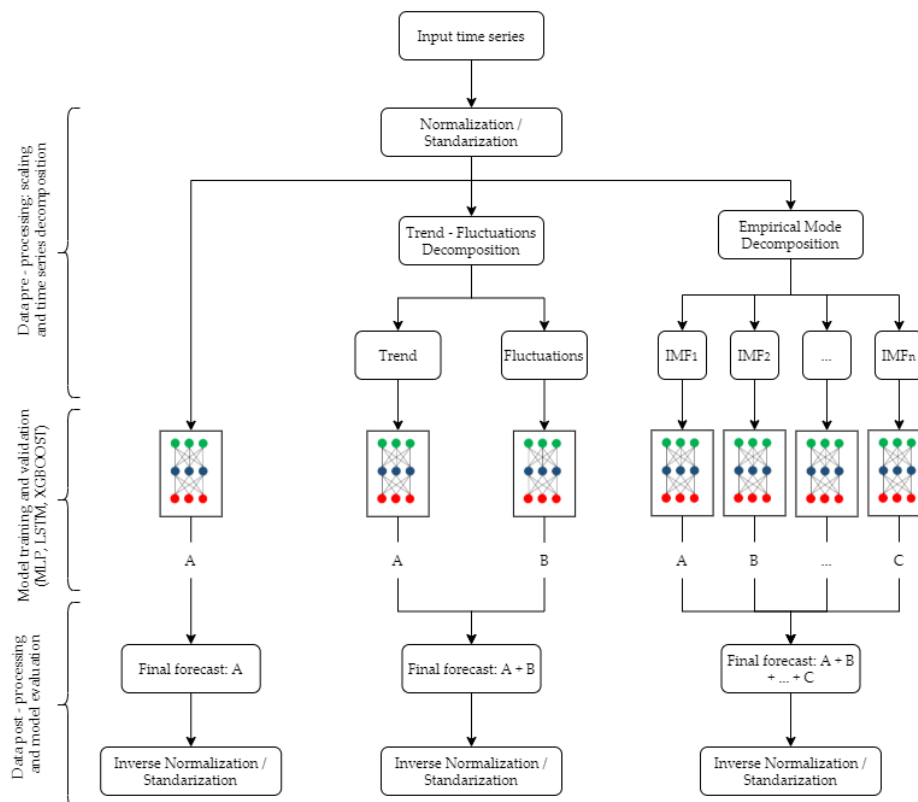 Input time series
Normalization /
Standarization
Data pre - processing: scaling
and time series decomposition
Trend - Fluctuations
Decomposition
Empirical Mode
Decomposition
Trend
Fluctuations
IMF1
IMF2
...
IMFn
Model training and validation
(MLP, LSTM, XGBOOST)
A
A
B
A
B
...
C
Data post - processing
and model evaluation
Final forecast: A
Final forecast: A + B
Final forecast: A + B
+ ... + C
Inverse Normalization /
Standarization
Inverse Normalization /
Standarization
Inverse Normalization /
Standarization